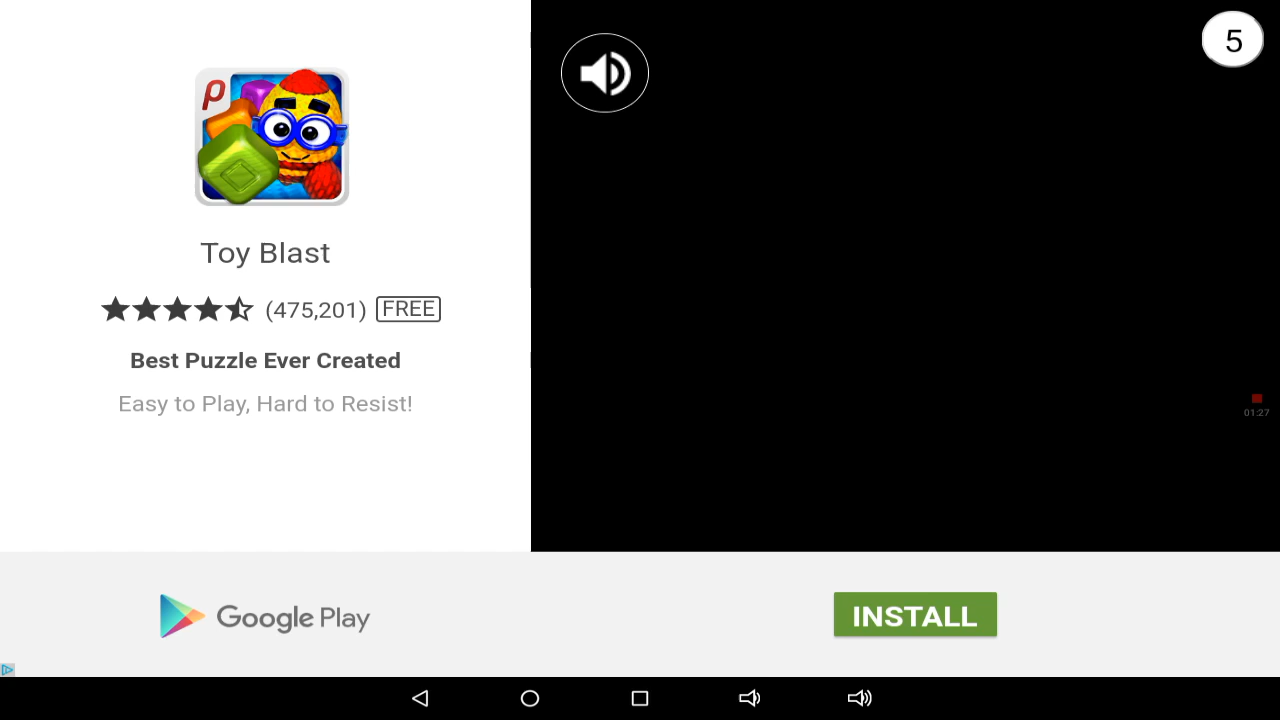 5
ρ
Toy Blast
(475,201) FREE
Best Puzzle Ever Created
Easy to Play, Hard to Resist!
01:27
Google Play
INSTALL